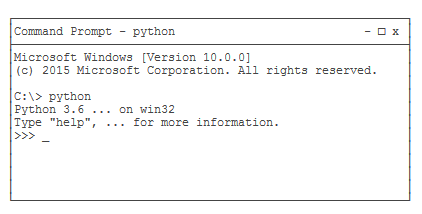 Command Prompt - python - □ x
Microsoft Windows [Version 10.0.0]
(c) 2015 Microsoft Corporation. All rights reserved.
C:\> python
Python 3.6 ... on win32
Type "help", ... for more information.
>>> _